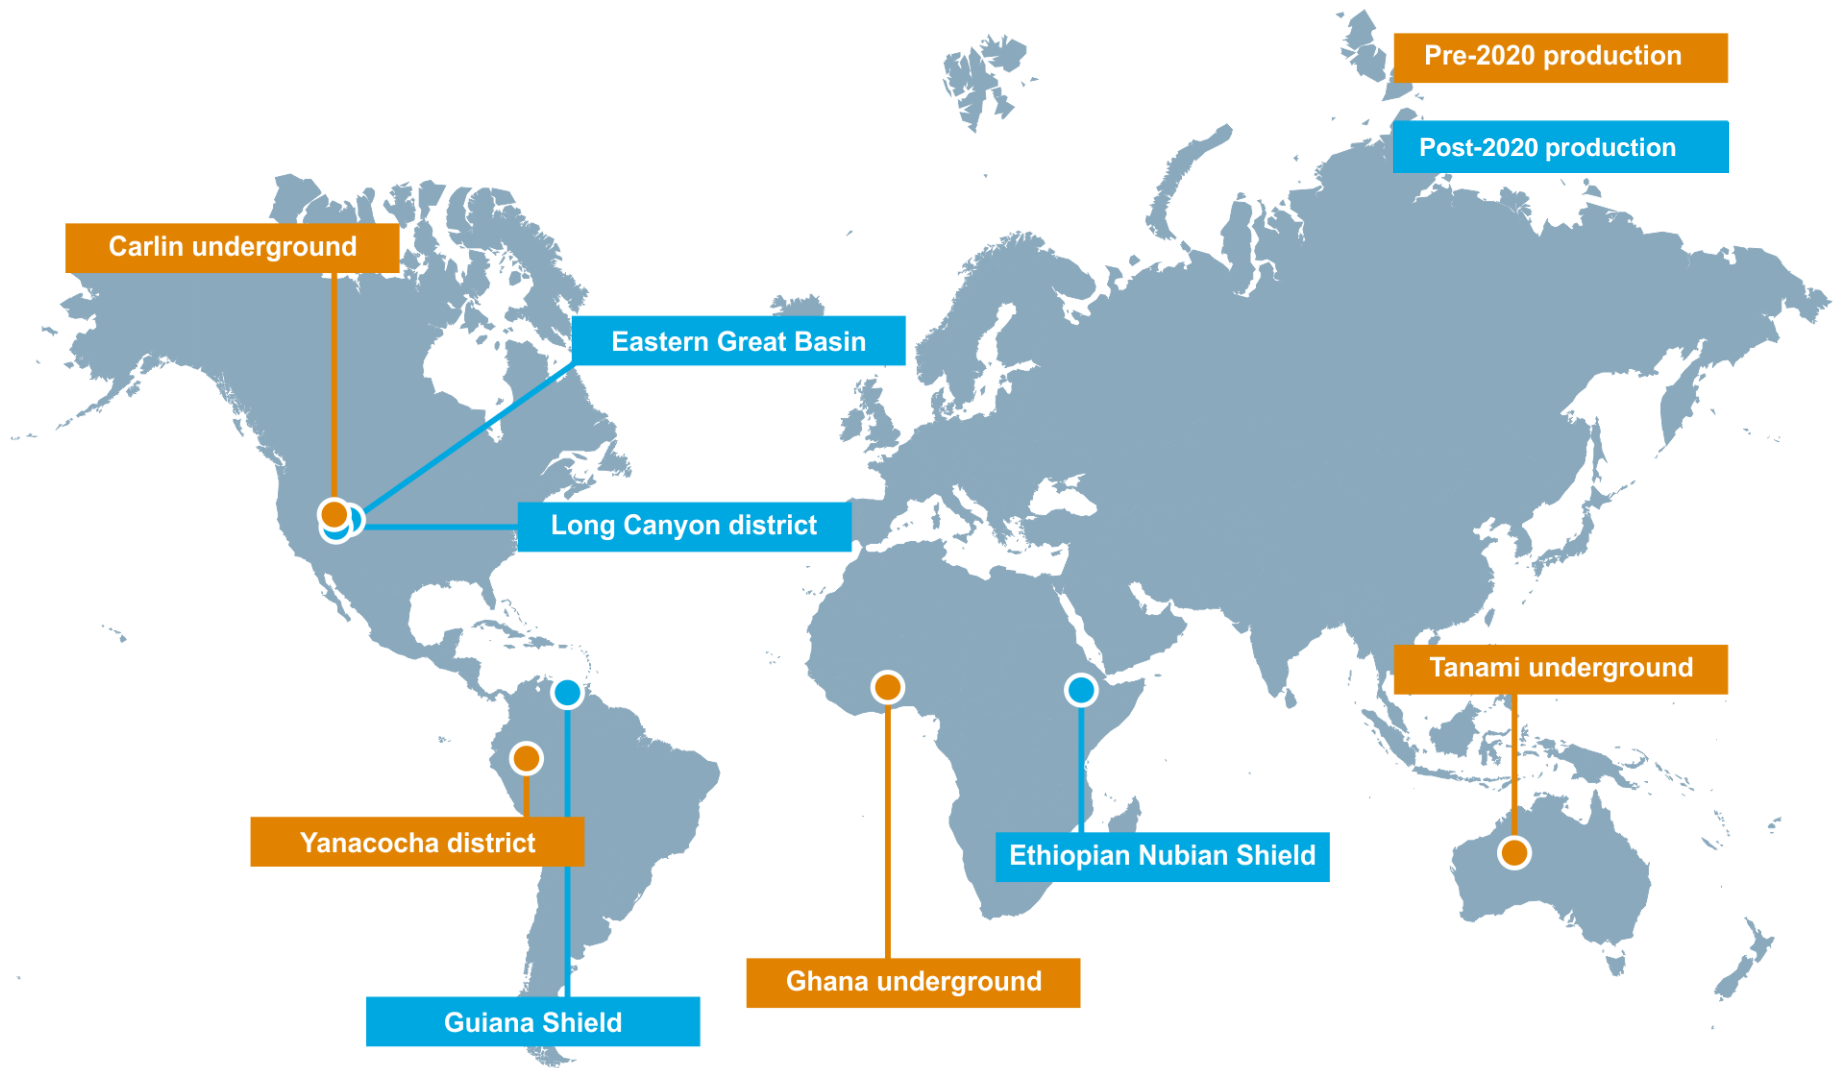 Pre-2020 production
Post-2020 production
Carlin underground
Eastern Great Basin
Long Canyon district
Tanami underground
Yanacocha district
Ethiopian Nubian Shield
Ghana underground
Guiana Shield